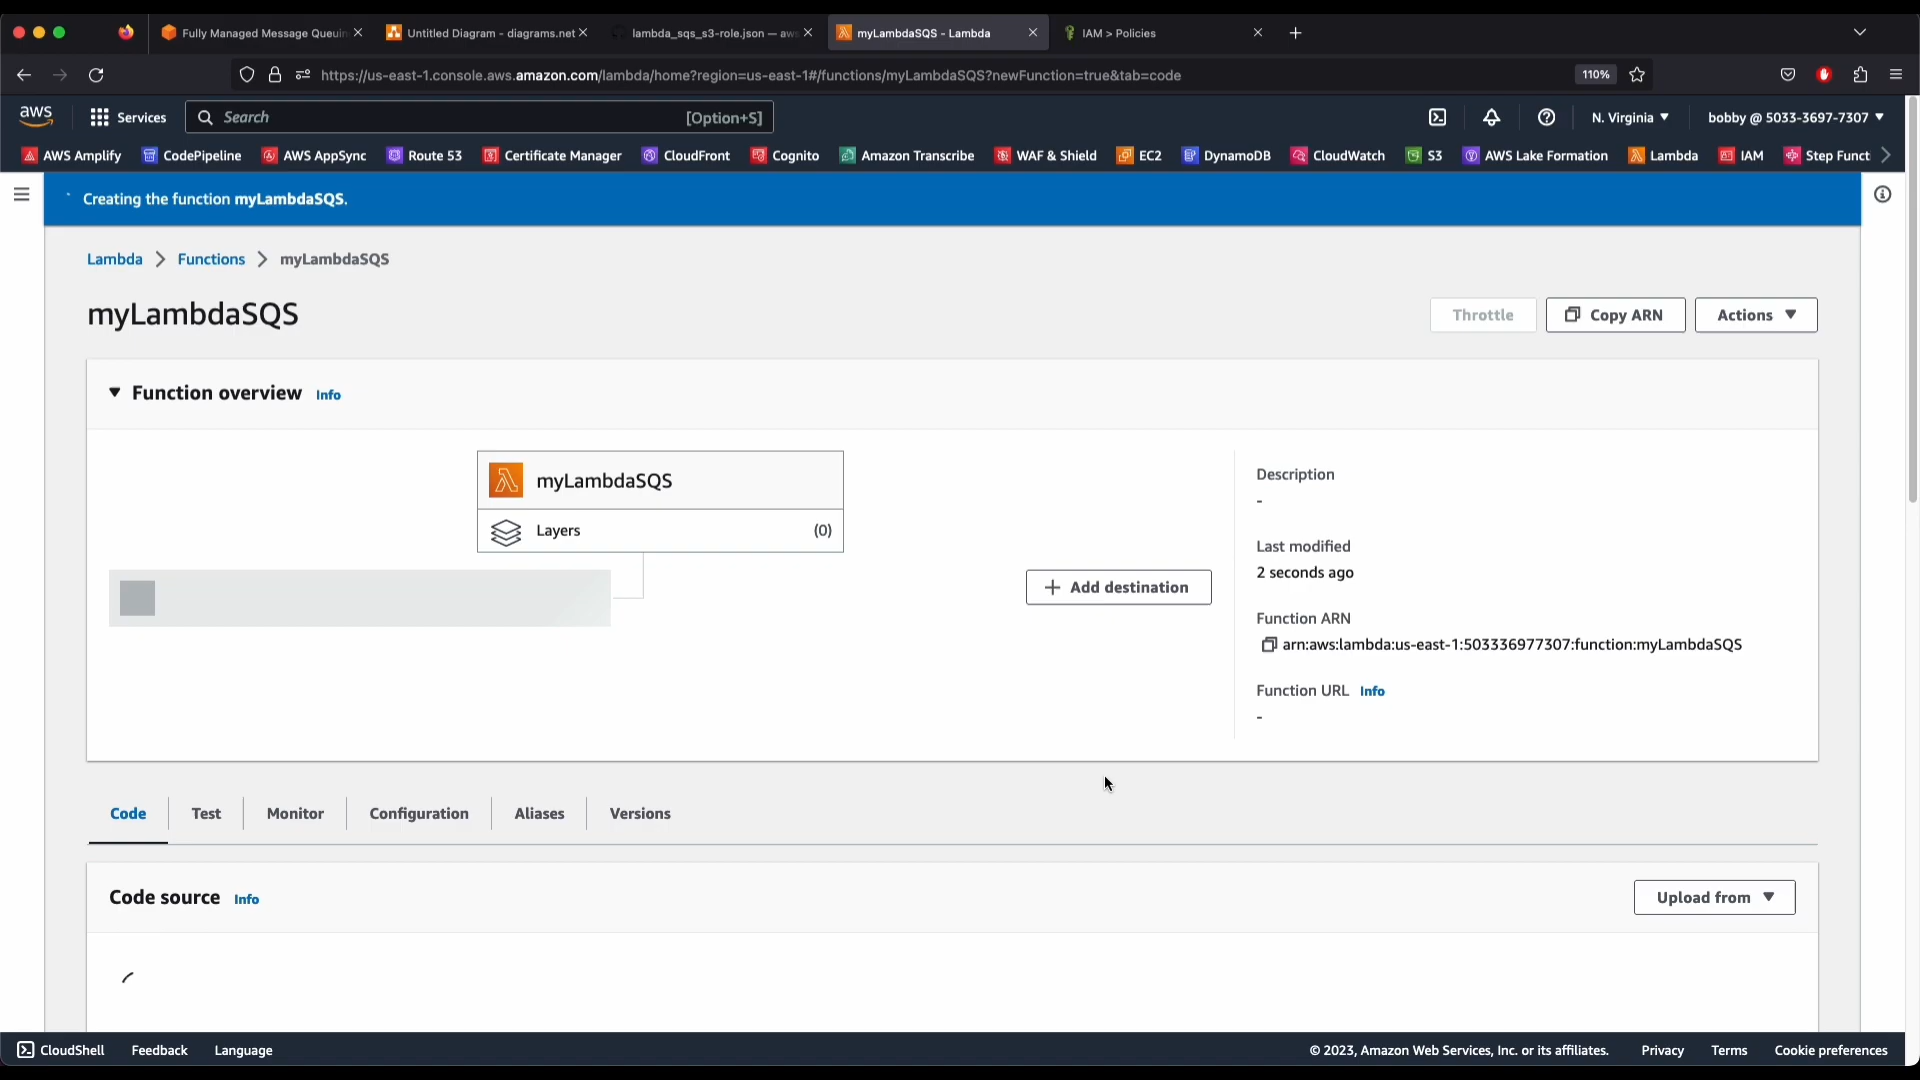 Fully Managed Message Queuin
Untitled Diagram - diagrams.net
lambda_sqs_s3-role.json — aws
myLambdaSQS - Lambda
IAM > Policies
https://us-east-1.console.aws.amazon.com/lambda/home?region=us-east-1#/functions/myLambdaSQS?newFunction=true&tab=code
110%
aws
Services
Search
[Option+S]
N. Virginia
bobby @ 5033-3697-7307
AWS Amplify
CodePipeline
AWS AppSync
Route 53
Certificate Manager
CloudFront
Cognito
Amazon Transcribe
WAF & Shield
EC2
DynamoDB
CloudWatch
S3
AWS Lake Formation
Lambda
IAM
Step Funct
Creating the function myLambdaSQS.
Lambda > Functions > myLambdaSQS
myLambdaSQS
Throttle
Copy ARN
Actions
Function overview Info
myLambdaSQS
Layers (0)
+ Add destination
Description
-
Last modified
2 seconds ago
Function ARN
arn:aws:lambda:us-east-1:503336977307:function:myLambdaSQS
Function URL Info
-
Code
Test
Monitor
Configuration
Aliases
Versions
Code source Info
Upload from
CloudShell
Feedback
Language
© 2023, Amazon Web Services, Inc. or its affiliates.
Privacy
Terms
Cookie preferences